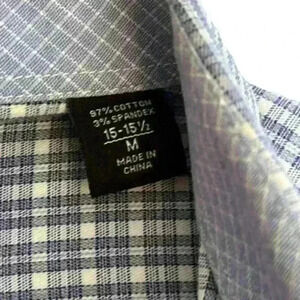 97% COTTON
3% SPANDEX
15-15½
M
MADE IN
CHINA